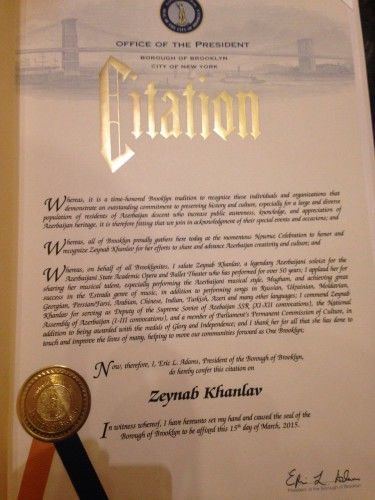 OFFICE OF THE PRESIDENT
BOROUGH OF BROOKLYN
CITY OF NEW YORK
Citation
Whereas, it is a time-honored Brooklyn tradition to recognize those individuals and organizations that
demonstrate an outstanding commitment to preserving history and culture, especially for a large and diverse
population of residents of Azerbaijan descent who increase public awareness, knowledge, and appreciation of
Azerbaijan heritage, it is therefore fitting that we join in acknowledgment of their special events and occasions; and
Whereas, all of Brooklyn proudly gathers here today at the momentous Novruz Celebration to honor and
recognize Zeynab Khanlav for her efforts to share and advance Azerbaijani creativity and culture; and
Whereas, on behalf of all Brooklynites, I salute Zeynab Khanlav, a legendary Azerbaijani soloist for the
Azerbaijani State Academic Opera and Ballet Theater who has performed for over 50 years; I applaud her for
sharing her musical talent, especially performing the Azerbaijani musical style, Mugham, and achieving great
success in the Estrada genre of music, in addition to performing songs in Russian, Ukrainian, Moldavian,
Georgian, Persian/Farsi, Arabian, Chinese, Indian, Turkish, Azeri and many other languages; I commend Zeynab
Khanlav for serving as Deputy of the Supreme Soviet of Azerbaijan SSR (XI-XII convocations), the National
Assembly of Azerbaijan (I-III convocations), and a member of Parliament's Permanent Commission of Culture, in
addition to being awarded with the medals of Glory and Independence; and I thank her for all that she has done to
touch and improve the lives of many, helping to move our communities forward as One Brooklyn;
Now, therefore, I, Eric L. Adams, President of the Borough of Brooklyn,
do hereby confer this citation on
Zeynab Khanlav
In witness whereof, I have hereunto set my hand and caused the seal of the
Borough of Brooklyn to be affixed this 15th day of March, 2015.
President of the Borough of Brooklyn